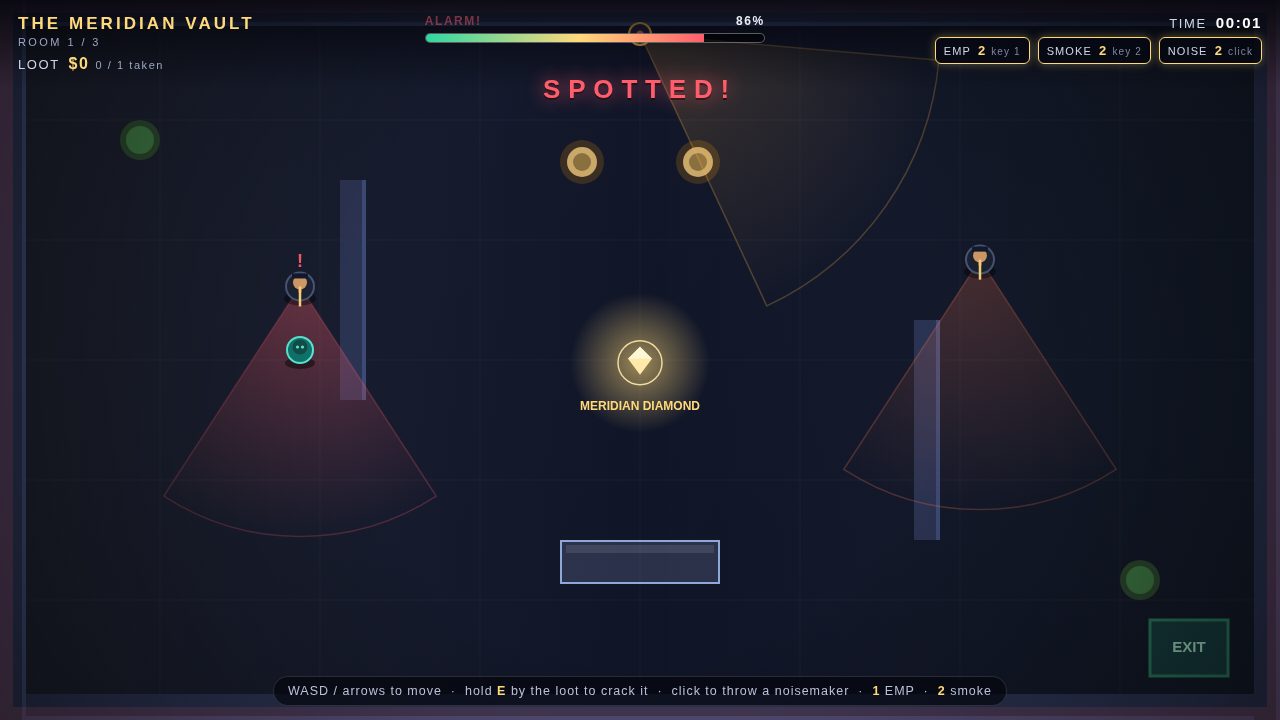 THE MERIDIAN VAULT
ROOM 1 / 3
LOOT $0 0 / 1 taken
ALARM! 86%
SPOTTED!
TIME 00:01
EMP 2 key 1
SMOKE 2 key 2
NOISE 2 click
!
MERIDIAN DIAMOND
EXIT
WASD / arrows to move · hold E by the loot to crack it · click to throw a noisemaker · 1 EMP · 2 smoke